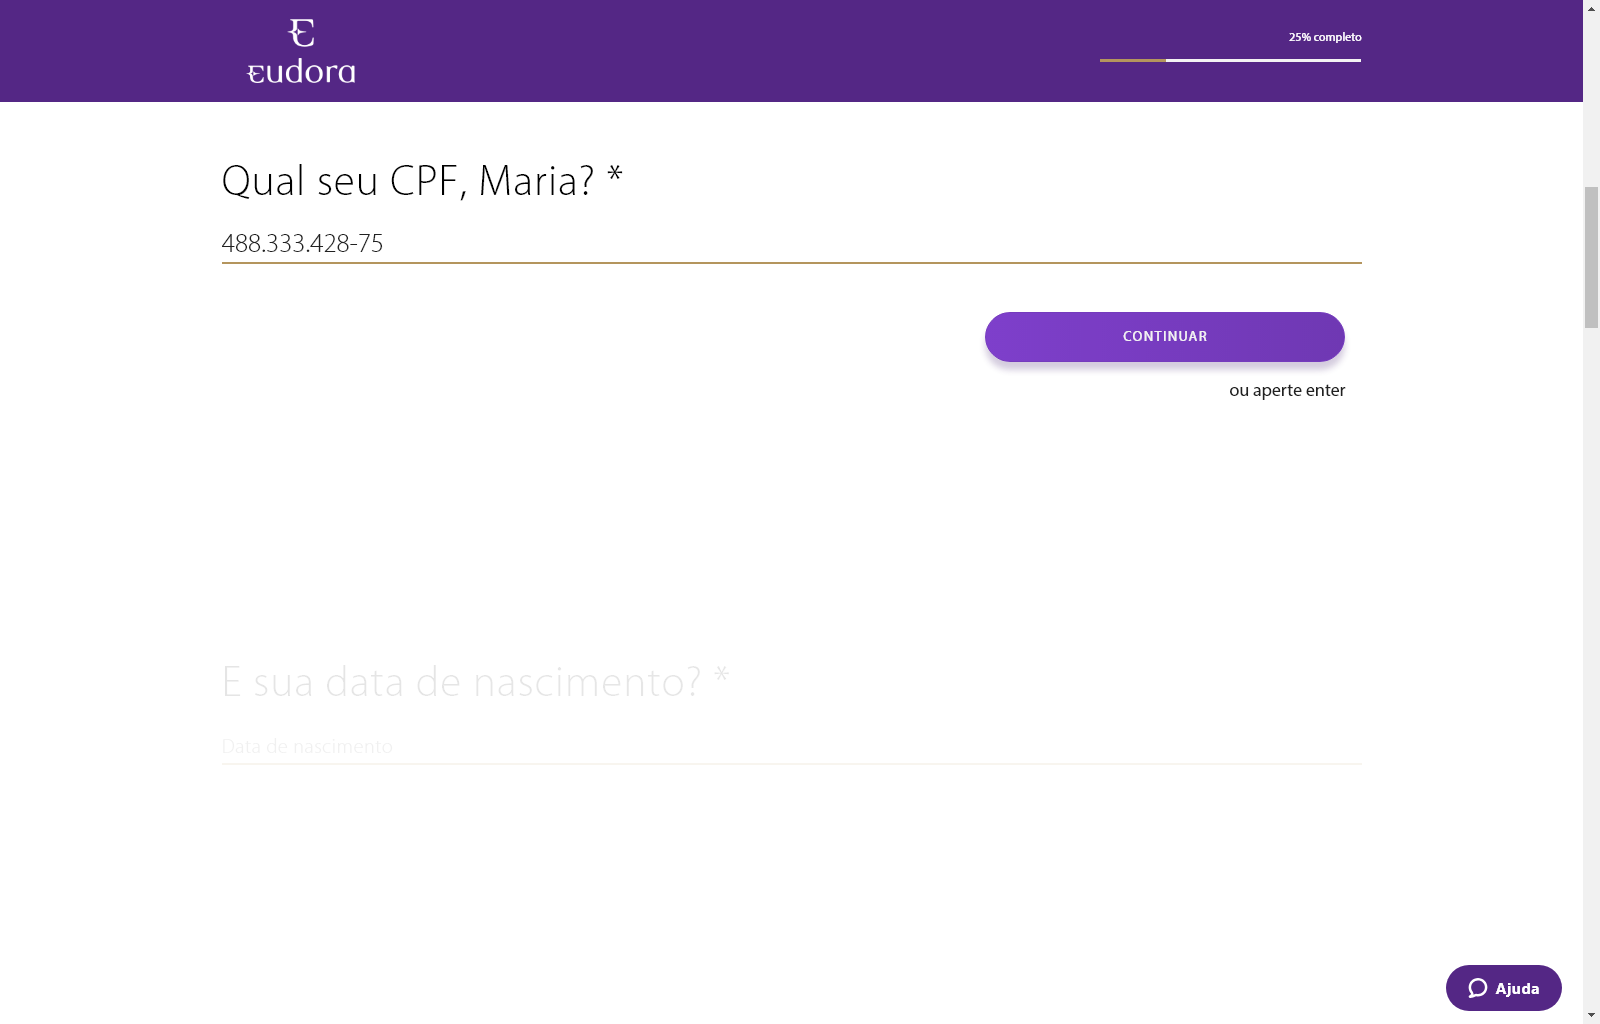 eudora
25% completo
Qual seu CPF, Maria? *
488.333.428-75
CONTINUAR
ou aperte enter
E sua data de nascimento? *
Data de nascimento
Ajuda